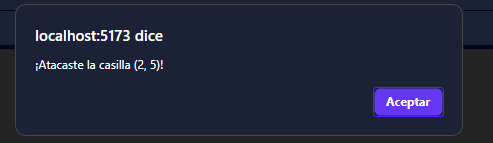 localhost:5173 dice
¡Atacaste la casilla (2, 5)!
Aceptar